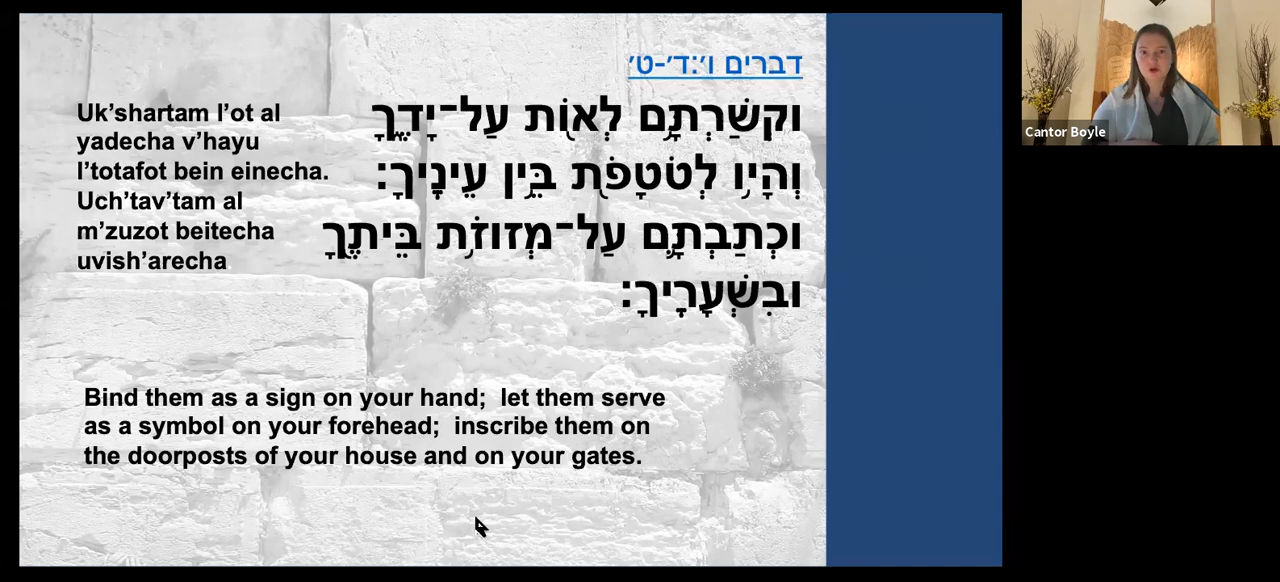 דברים ו׳:ד׳-ט׳
וּקְשַׁרְתָּ֥ם לְא֖וֹת עַל־יָדֶ֑ךָ
וְהָי֥וּ לְטֹטָפֹ֖ת בֵּ֥ין עֵינֶֽיךָ׃
וּכְתַבְתָּ֛ם עַל־מְזוּזֹ֥ת בֵּיתֶ֖ךָ
וּבִשְׁעָרֶֽיךָ׃
Uk'shartam l'ot al
yadecha v'hayu
l'totafot bein einecha.
Uch'tav'tam al
m'zuzot beitecha
uvish'arecha
Bind them as a sign on your hand;  let them serve
as a symbol on your forehead;  inscribe them on
the doorposts of your house and on your gates.
Cantor Boyle